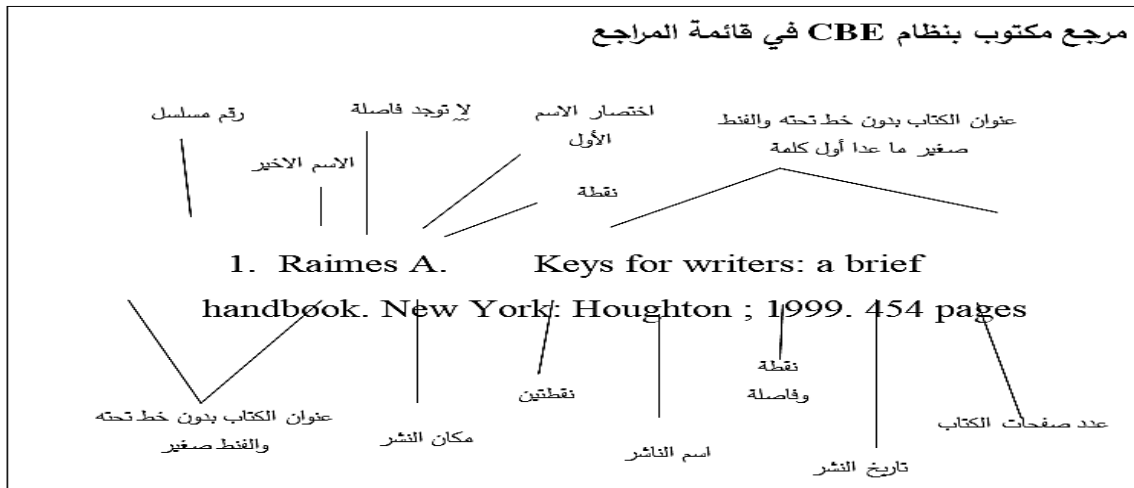 مرجع مكتوب بنظام CBE في قائمة المراجع
رقم مسلسل
لا توجد فاصلة
اختصار الاسم
الأول
عنوان الكتاب بدون خط تحته والفنط
صغير ما عدا أول كلمة
الاسم الاخير
نقطة
1. Raimes A. Keys for writers: a brief
handbook. New York: Houghton ; 1999. 454 pages
عنوان الكتاب بدون خط تحته
والفنط صغير
مكان النشر
نقطتين
اسم الناشر
نقطة
وفاصلة
تاريخ النشر
عدد صفحات الكتاب